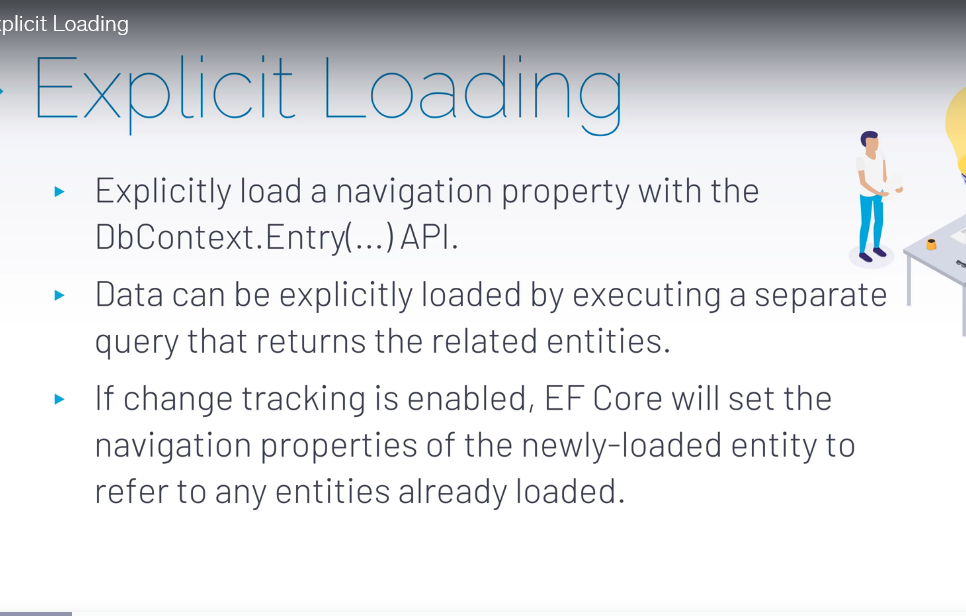 plicit Loading
Explicit Loading
Explicitly load a navigation property with the
DbContext.Entry(...) API.
Data can be explicitly loaded by executing a separate
query that returns the related entities.
If change tracking is enabled, EF Core will set the
navigation properties of the newly-loaded entity to
refer to any entities already loaded.